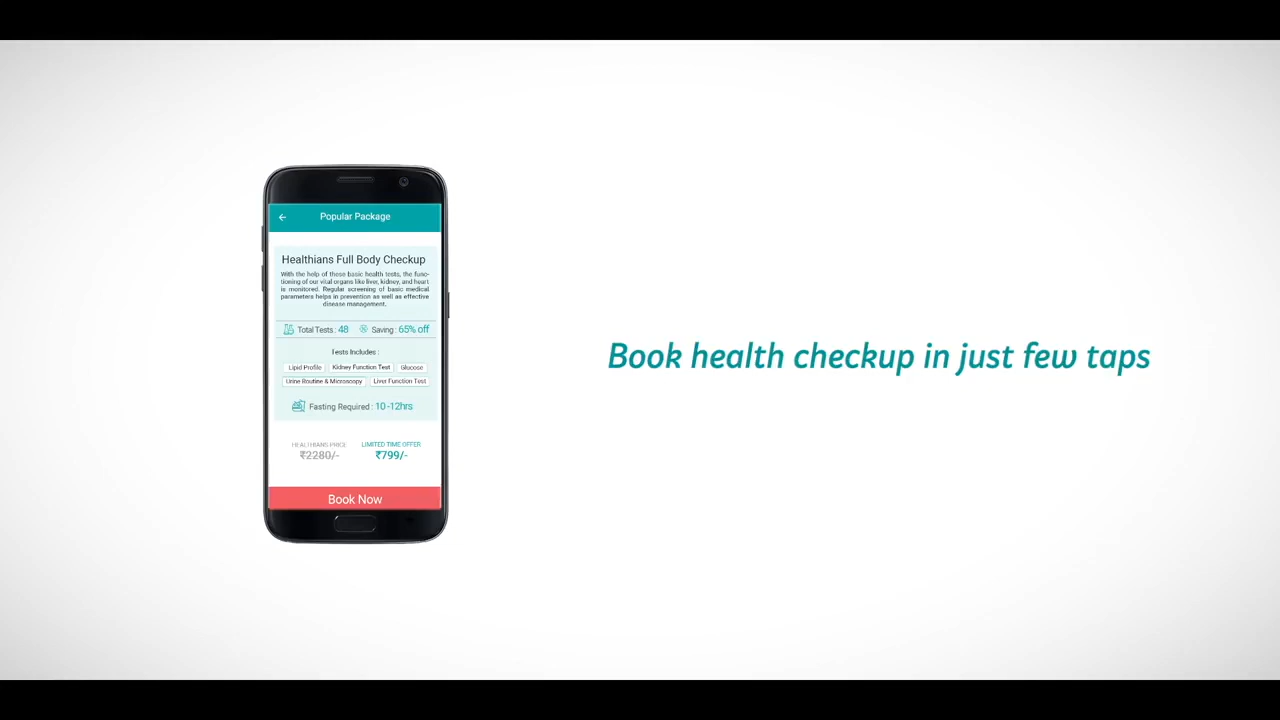 Popular Package
Healthians Full Body Checkup
With the help of these basic health tests, the func-
tioning of our vital organs like liver, kidney, and heart
is monitored. Regular screening of basic medical
parameters helps in prevention as well as effective
disease management.
Total Tests : 48 Saving : 65% off
Tests Includes :
Lipid Profile Kidney Function Test Glucose
Urine Routine & Microscopy Liver Function Test
Fasting Required : 10-12hrs
HEALTHIANS PRICE LIMITED TIME OFFER
₹2280/- ₹799/-
Book Now
Book health checkup in just few taps